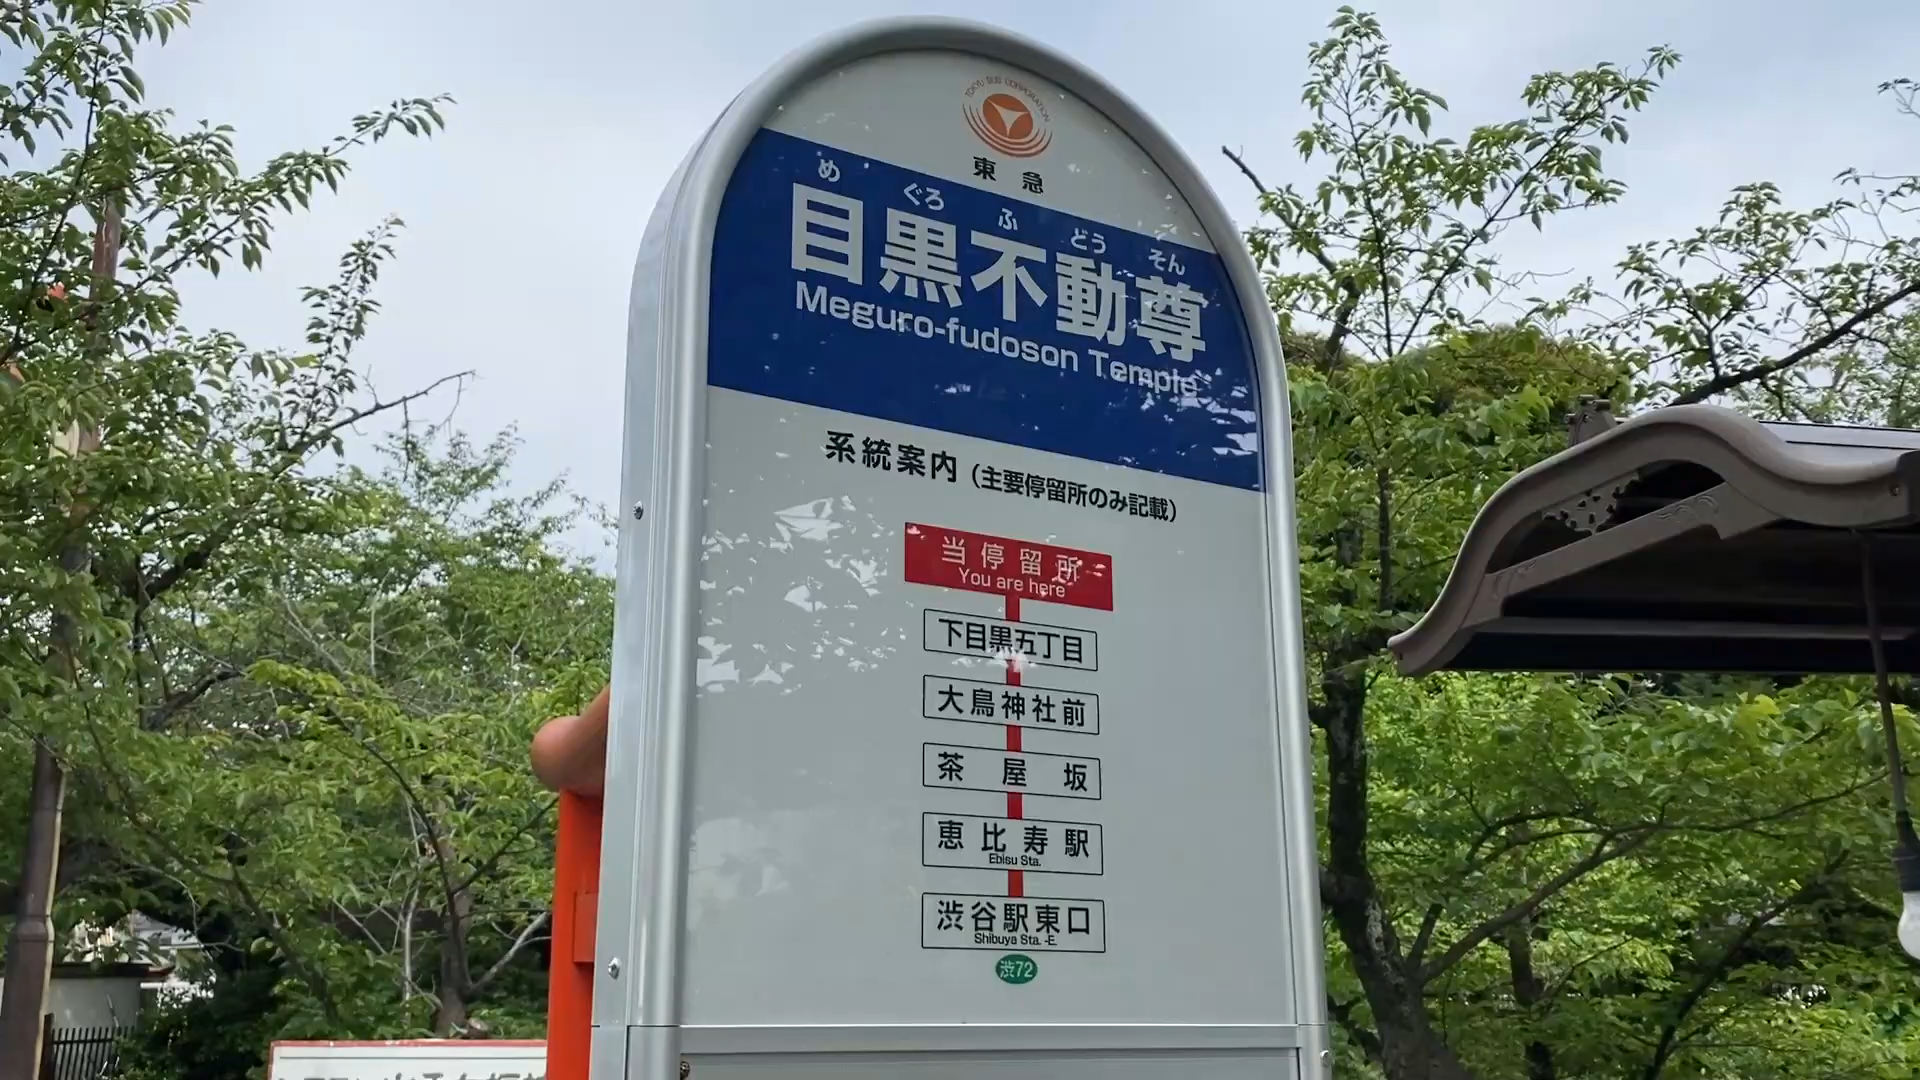 TOKYU BUS CORPORATION
東急
め ぐろ ふ どう そん
目黒不動尊
Meguro-fudoson Temple
系統案内（主要停留所のみ記載）
当停留所
You are here
下目黒五丁目
大鳥神社前
茶屋坂
恵比寿駅
Ebisu Sta.
渋谷駅東口
Shibuya Sta. -E.
渋72